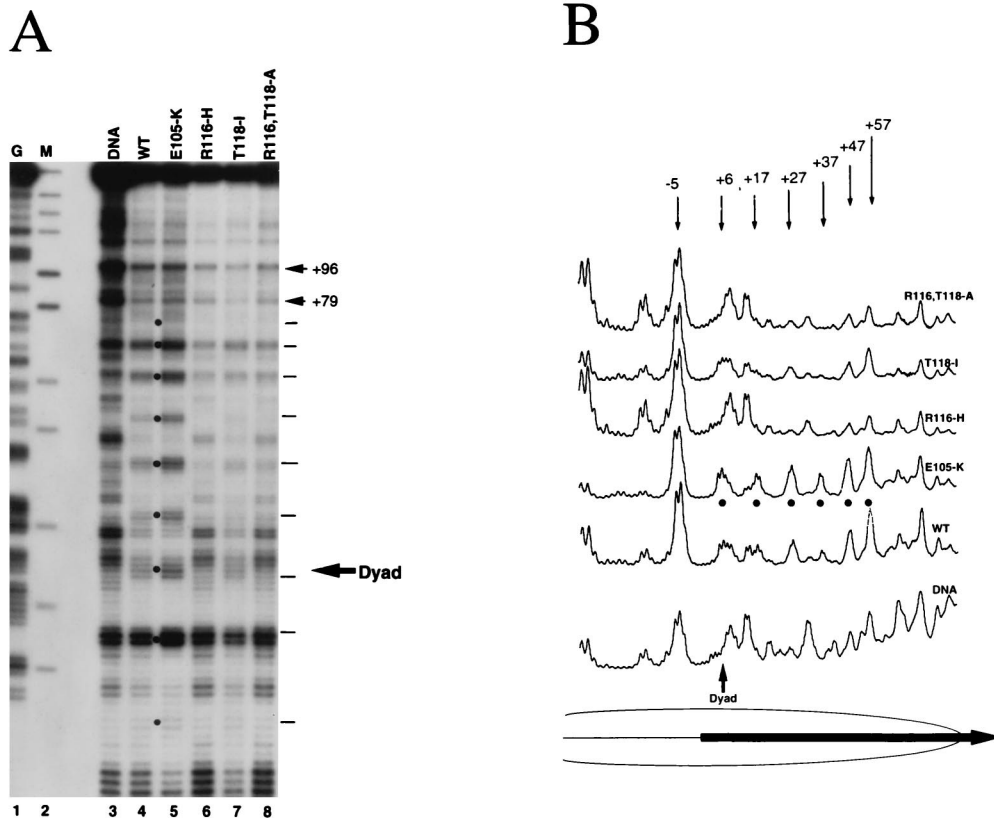 A
B
G
M
DNA
WT
E105-K
R116-H
T118-I
R116,T118-A
+96
+79
Dyad
1 2 3 4 5 6 7 8
-5
+6
+17
+27
+37
+47
+57
R116,T118-A
T118-I
R116-H
E105-K
WT
DNA
Dyad